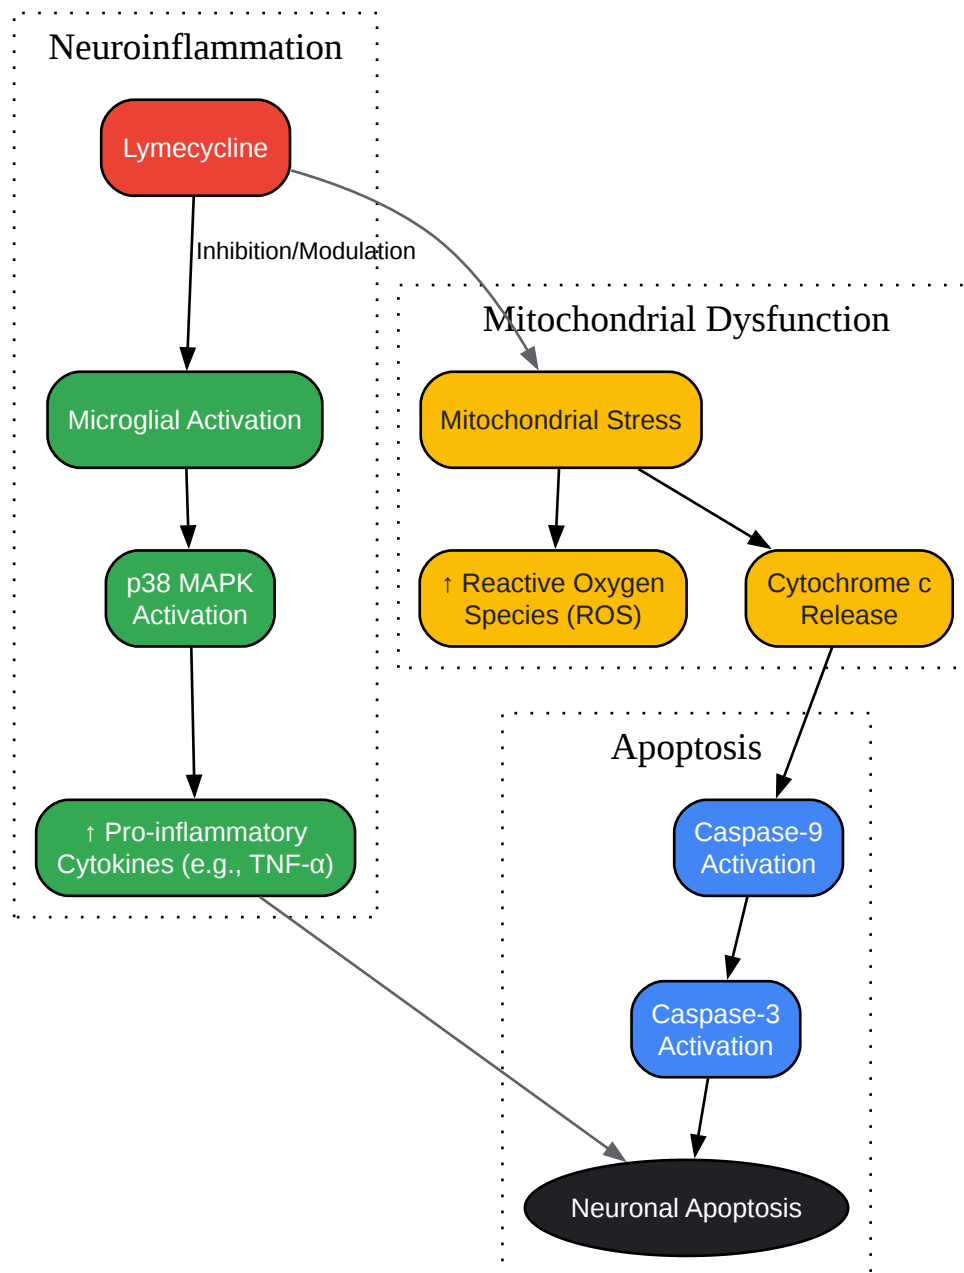 Neuroinflammation
Lymecycline
Inhibition/Modulation
Mitochondrial Dysfunction
Microglial Activation
Mitochondrial Stress
p38 MAPK
Activation
↑ Reactive Oxygen
Species (ROS)
Cytochrome c
Release
Apoptosis
↑ Pro-inflammatory
Cytokines (e.g., TNF-α)
Caspase-9
Activation
Caspase-3
Activation
Neuronal Apoptosis